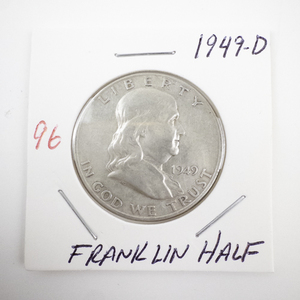 1949-D
96
LIBERTY
1949
IN GOD WE TRUST
FRANKLIN HALF